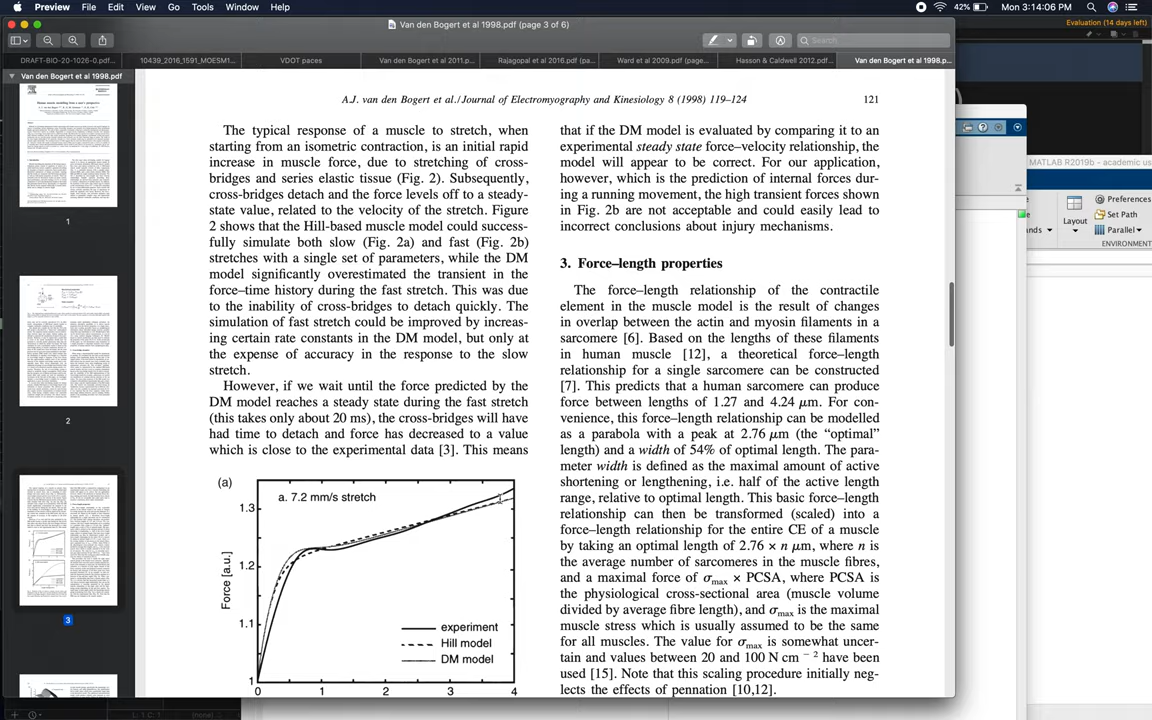 Preview File Edit View Go Tools Window Help
42% Mon 3:14:06 PM
Van den Bogert et al 1998.pdf (page 3 of 6)
Evaluation (14 days left)
Search
DRAFT-BIO-20-1026-0.pdf... 10439_2016_1591_MOESM1... VDOT paces Van den Bogert et al 2011.p... Rajagopal et al 2016.pdf (pa... Ward et al 2009.pdf (page... Hasson & Caldwell 2012.pdf... Van den Bogert et al 1998.p...
Van den Bogert et al 1998.pdf
1
2
3
A.J. van den Bogert et al./Journal of Electromyography and Kinesiology 8 (1998) 119–124
121
The typical response of a muscle to stretch, when
starting from an isometric contraction, is an initial rapid
increase in muscle force, due to stretching of cross-
bridges and series elastic tissue (Fig. 2). Subsequently,
cross-bridges detach and the force levels off to a steady-
state value, related to the velocity of the stretch. Figure
2 shows that the Hill-based muscle model could success-
fully simulate both slow (Fig. 2a) and fast (Fig. 2b)
stretches with a single set of parameters, while the DM
model significantly overestimated the transient in the
force–time history during the fast stretch. This was due
to the inability of cross-bridges to detach quickly. The
simulation of fast stretch could be improved by increas-
ing certain rate constants in the DM model, but only at
the expense of accuracy in the response to the slow
stretch.
However, if we wait until the force predicted by the
DM model reaches a steady state during the fast stretch
(this takes only about 20 ms), the cross-bridges will have
had time to detach and force has decreased to a value
which is close to the experimental data [3]. This means
(a)
a. 7.2 mm/s stretch
1.3
1.2
1.1
1
Force [a.u.]
experiment
Hill model
DM model
0 1 2 3 4
that if the DM model is evaluated by comparing it to an
experimental steady state force–velocity relationship, the
model will appear to be correct. For our application,
however, which is the prediction of internal forces dur-
ing a running movement, the high transient forces shown
in Fig. 2b are not acceptable and could easily lead to
incorrect conclusions about injury mechanisms.
3. Force–length properties
The force–length relationship of the contractile
element in the muscle model is the result of changes
in overlap between the actin and myosin filaments in a
sarcomere [6]. Based on the lengths of these filaments
in human muscle [12], a theoretical force–length
relationship for a single sarcomere can be constructed
[7]. This predicts that a human sarcomere can produce
force between lengths of 1.27 and 4.24 μm. For con-
venience, this force–length relationship can be modelled
as a parabola with a peak at 2.76 μm (the “optimal”
length) and a width of 54% of optimal length. The para-
meter width is defined as the maximal amount of active
shortening or lengthening, i.e. half of the active length
range, relative to optimal length. This basic force–length
relationship can then be transformed (scaled) into a
force–length relationship for the entire CE of a muscle
by taking an optimal length of 2.76 × n μm, where n is
the average number of sarcomeres in the muscle fibres,
and a maximal force of σmax × PCSA, where PCSA is
the physiological cross-sectional area (muscle volume
divided by average fibre length), and σmax is the maximal
muscle stress which is usually assumed to be the same
for all muscles. The value for σmax is somewhat uncer-
tain and values between 20 and 100 N cm − 2 have been
used [15]. Note that this scaling procedure initially neg-
lects the effects of pennation [10,12].
MATLAB R2019b - academic us
Preferences
Layout Set Path
Parallel
ENVIRONMENT